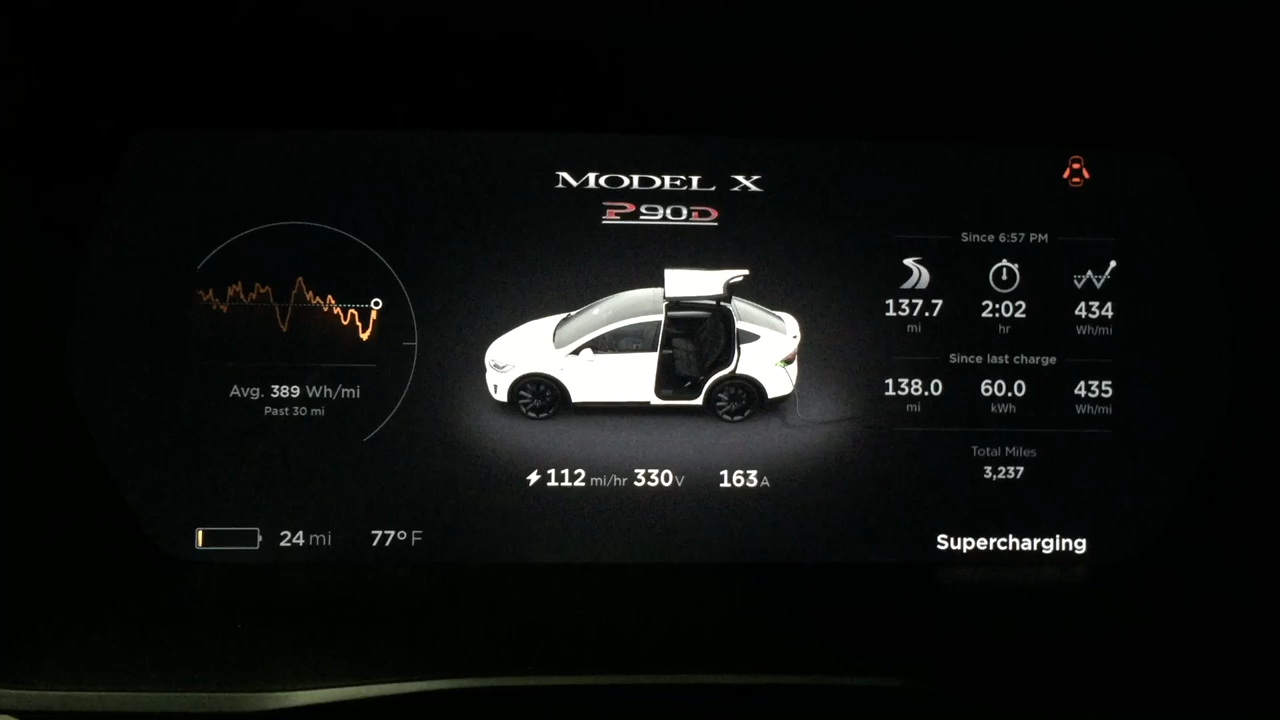 MODEL X
P90D
Since 6:57 PM
137.7 2:02 434
mi hr Wh/mi
Since last charge
138.0 60.0 435
mi kWh Wh/mi
Total Miles
3,237
Avg. 389 Wh/mi
Past 30 mi
112 mi/hr 330V 163A
24 mi 77°F
Supercharging